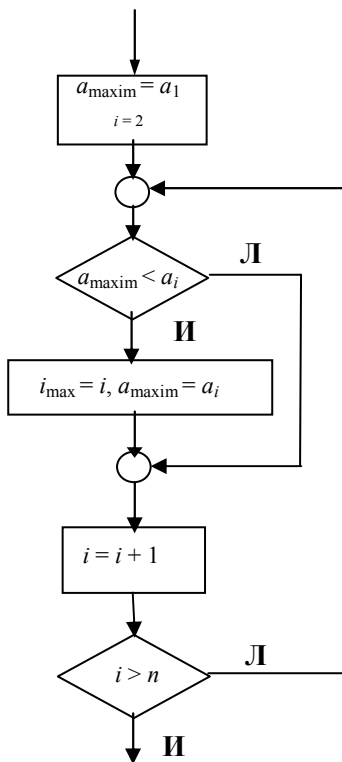 a_maxim = a_1
i = 2
a_maxim < a_i
Л
И
i_max = i, a_maxim = a_i
i = i + 1
i > n
Л
И